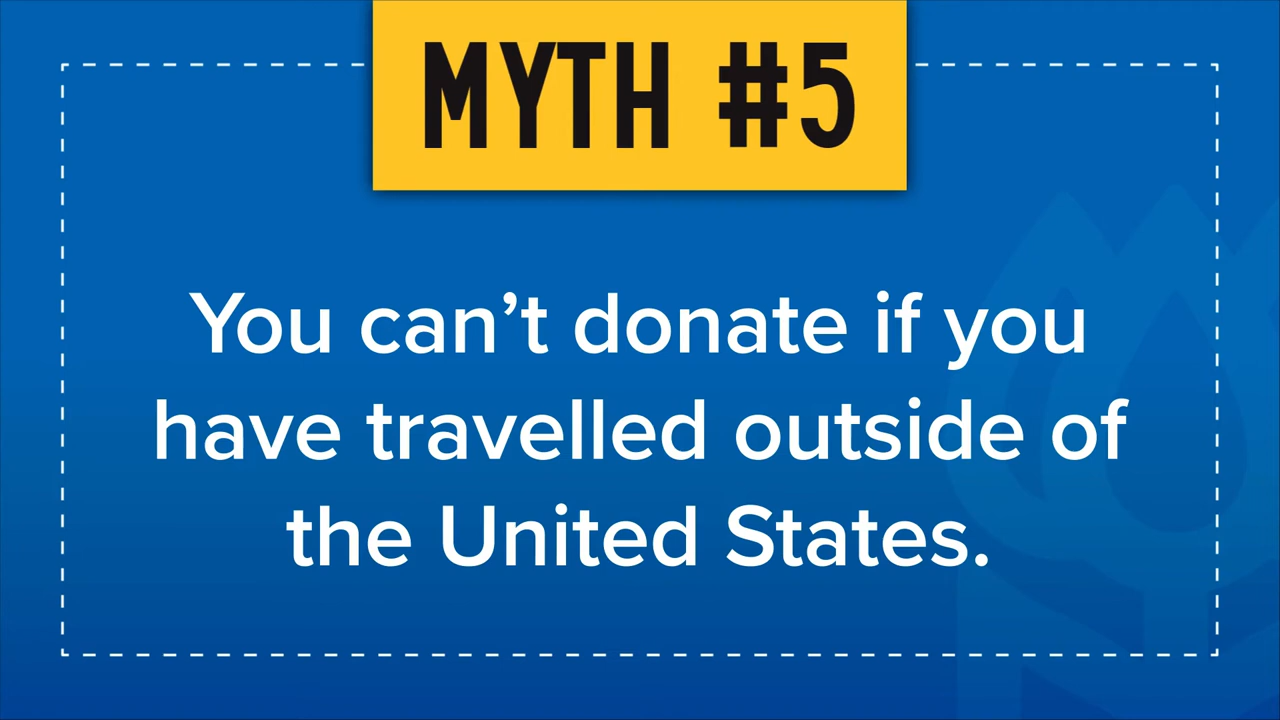 MYTH #5
You can’t donate if you
have travelled outside of
the United States.